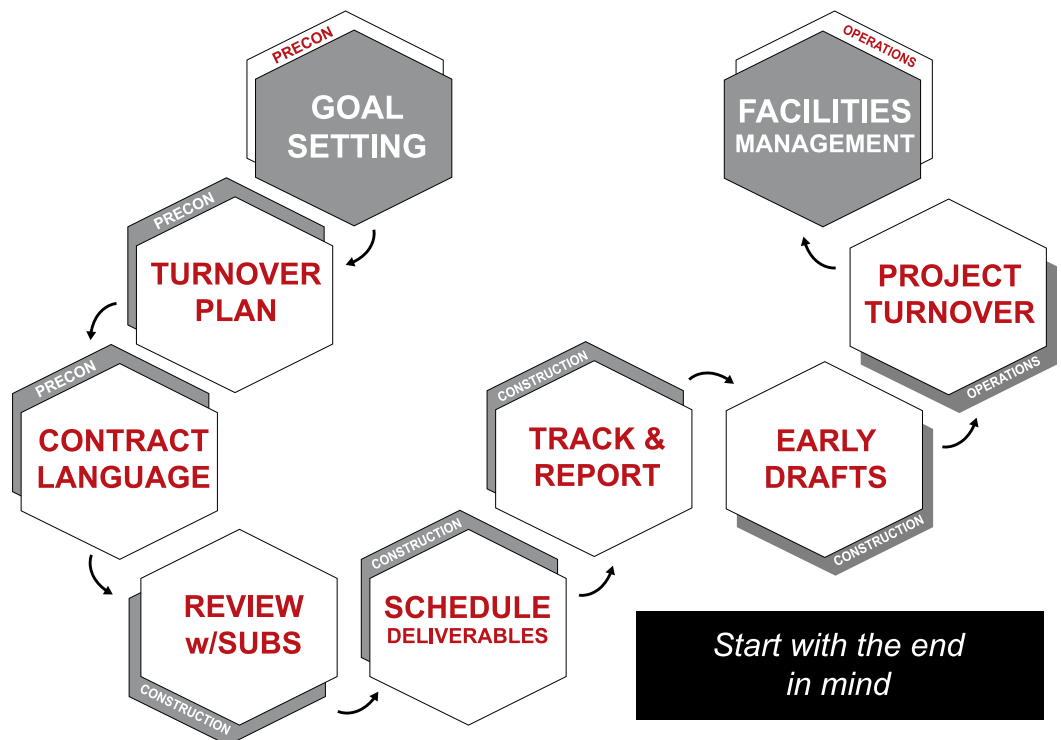 PRECON
GOAL
SETTING
PRECON
TURNOVER
PLAN
PRECON
CONTRACT
LANGUAGE
REVIEW
w/SUBS
CONSTRUCTION
CONSTRUCTION
SCHEDULE
DELIVERABLES
CONSTRUCTION
TRACK &
REPORT
EARLY
DRAFTS
CONSTRUCTION
PROJECT
TURNOVER
OPERATIONS
OPERATIONS
FACILITIES
MANAGEMENT
Start with the end
in mind